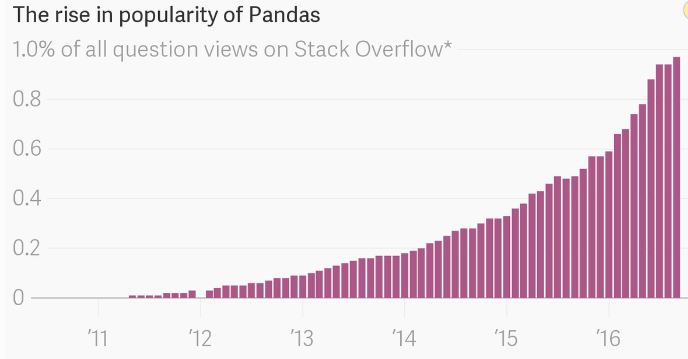 The rise in popularity of Pandas
1.0% of all question views on Stack Overflow*
0.8
0.6
0.4
0.2
0
’11 ’12 ’13 ’14 ’15 ’16